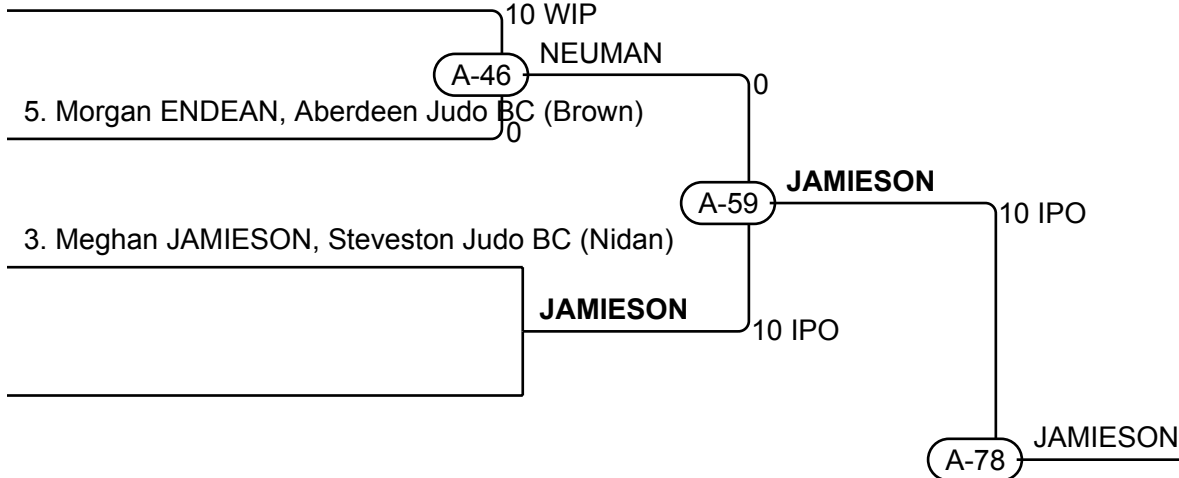 10 WIP
NEUMAN
A-46
0
5. Morgan ENDEAN, Aberdeen Judo BC (Brown)
0
JAMIESON
A-59
10 IPO
3. Meghan JAMIESON, Steveston Judo BC (Nidan)
JAMIESON
10 IPO
JAMIESON
A-78